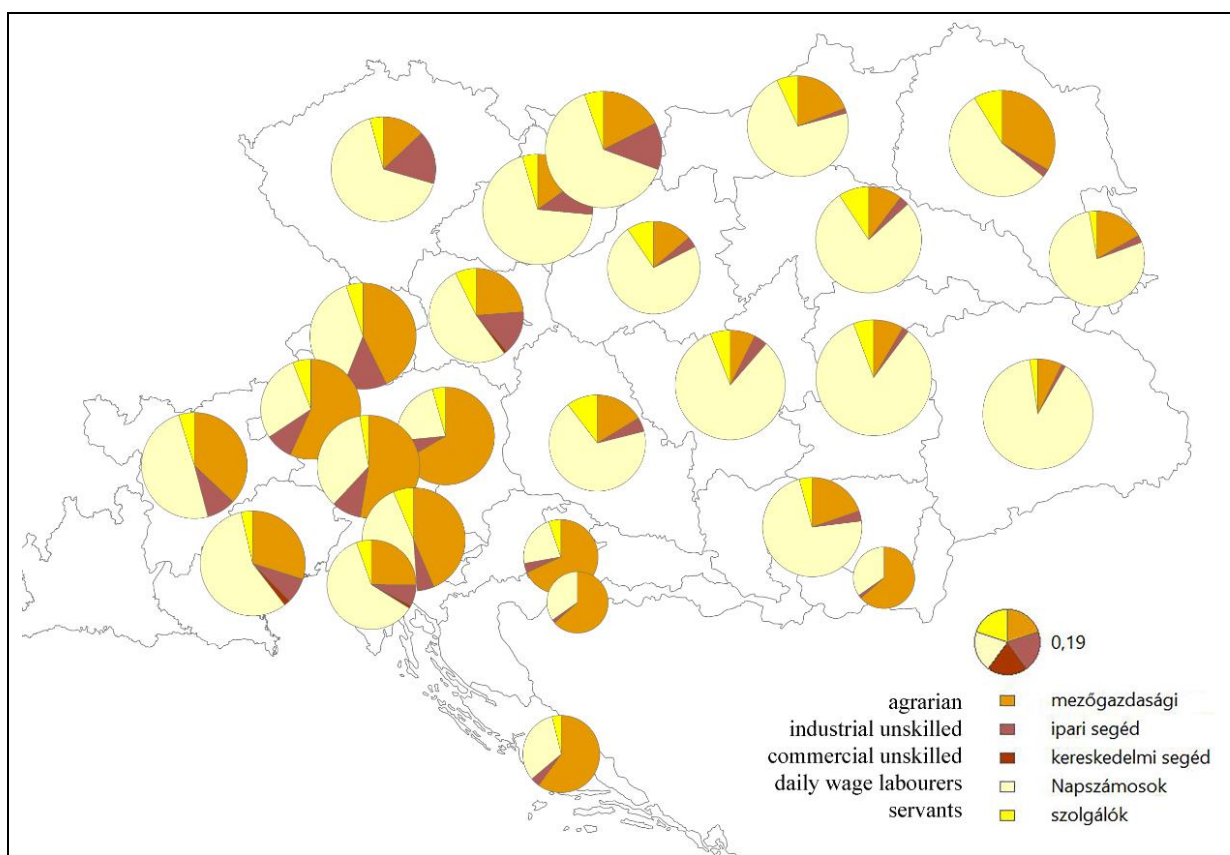 0,19
agrarian mezőgazdasági
industrial unskilled ipari segéd
commercial unskilled kereskedelmi segéd
daily wage labourers Napszámosok
servants szolgálók